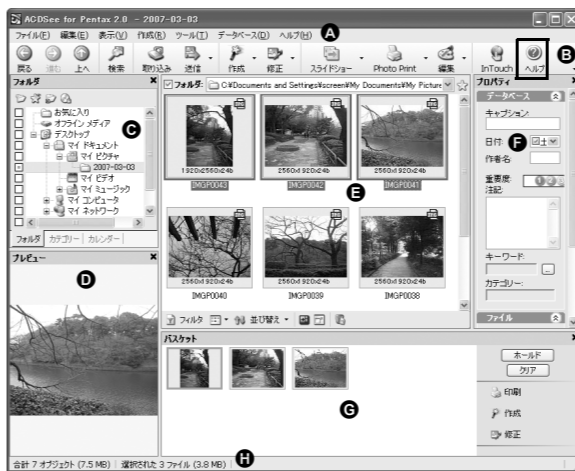 ACDSee for Pentax 2.0 - 2007-03-03
ファイル(F) 編集(E) 表示(V) 作成(R) ツール(T) データベース(D) ヘルプ(H)
A
戻る 進む 上へ 検索 取り込み 送信 作成 修正 スライドショー Photo Print 編集 InTouch ヘルプ
B
フォルダ
お気に入り
オフライン メディア
デスクトップ
マイ ドキュメント
マイ ピクチャ
2007-03-03
マイ ビデオ
マイ ミュージック
マイ コンピュータ
マイ ネットワーク
C
フォルダ カテゴリー カレンダー
プレビュー
D
フォルダ: C:¥Documents and Settings¥screen¥My Documents¥My Picture
1920x2560x24b 2560x1920x24b 2560x1920x24b
IMGP0043 IMGP0042 IMGP0041
E
2560x1920x24b 2560x1920x24b 2560x1920x24b
IMGP0040 IMGP0039 IMGP0038
フィルタ 並び替え
プロパティ
データベース
キャプション:
日付: 土
F
作者名
重要度: 1 2 3
注記:
キーワード:
...
カテゴリー:
ファイル
バスケット
G
ホールド
クリア
印刷
作成
修正
合計 7 オブジェクト (7.5 MB) 選択された 3 ファイル (3.8 MB)
H